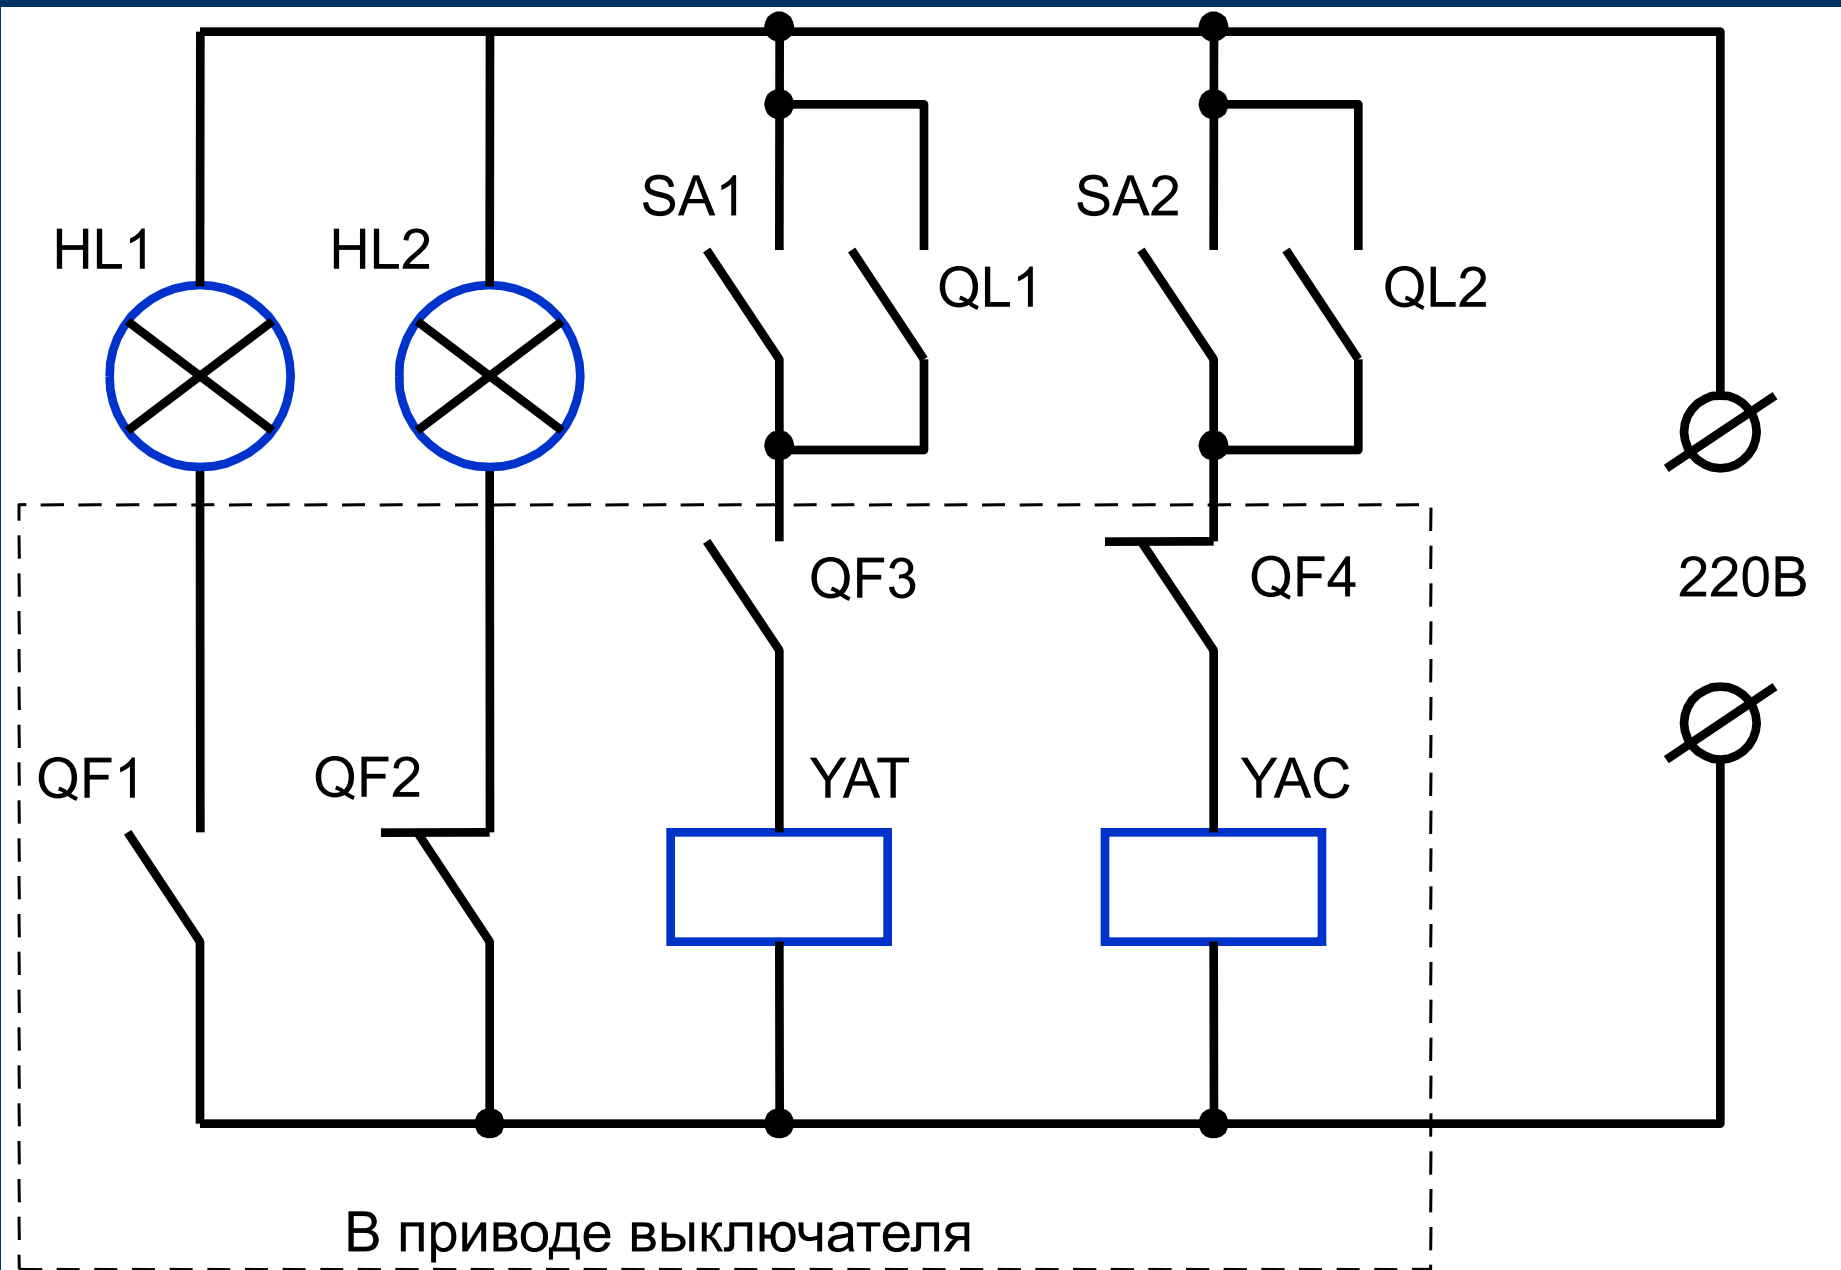 SA1
SA2
HL1
HL2
QL1
QL2
QF3
QF4
220В
QF1
QF2
YAT
YAC
В приводе выключателя